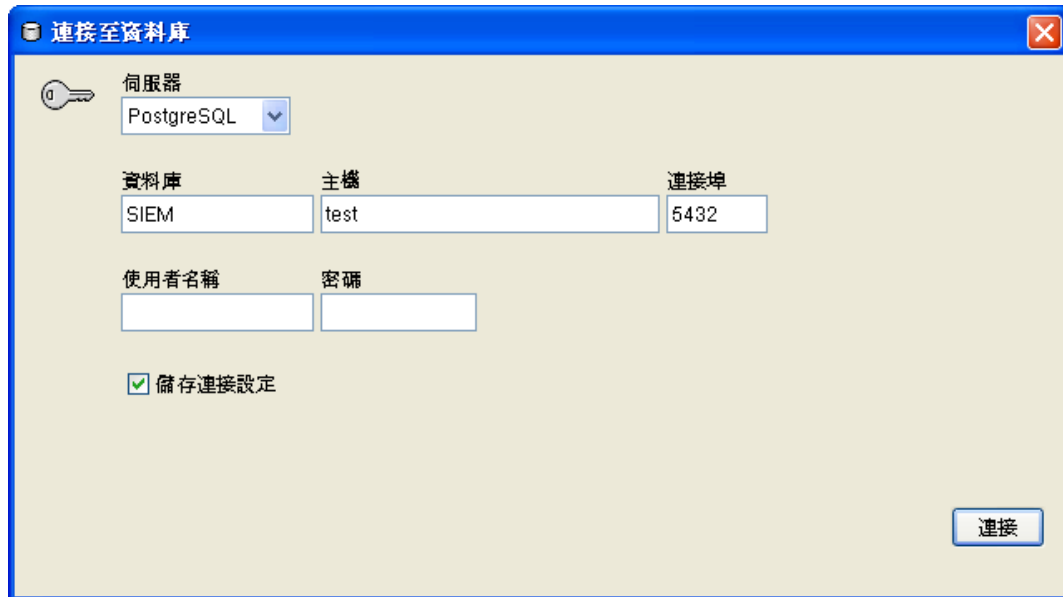 連接至資料庫
伺服器
PostgreSQL
資料庫 主機 連接埠
SIEM test 5432
使用者名稱 密碼
儲存連接設定
連接